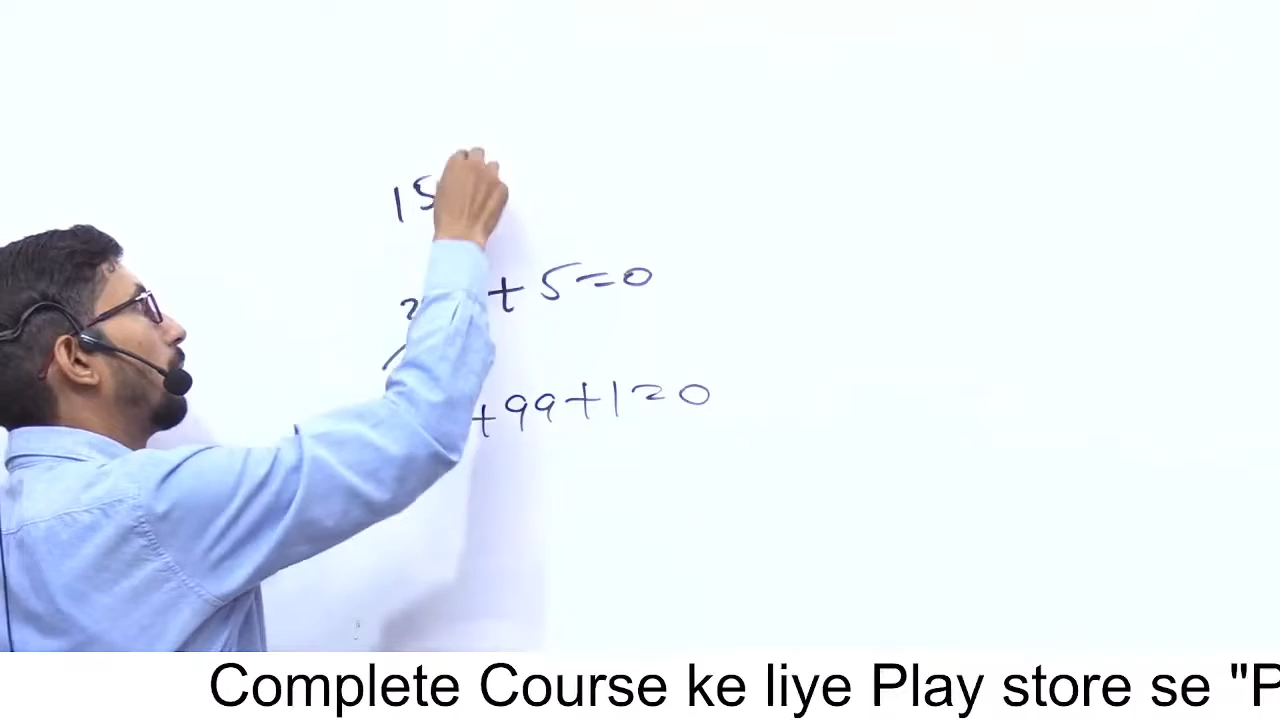 15
+ 5 = 0
+ 99 + 1 = 0
Complete Course ke liye Play store se "P